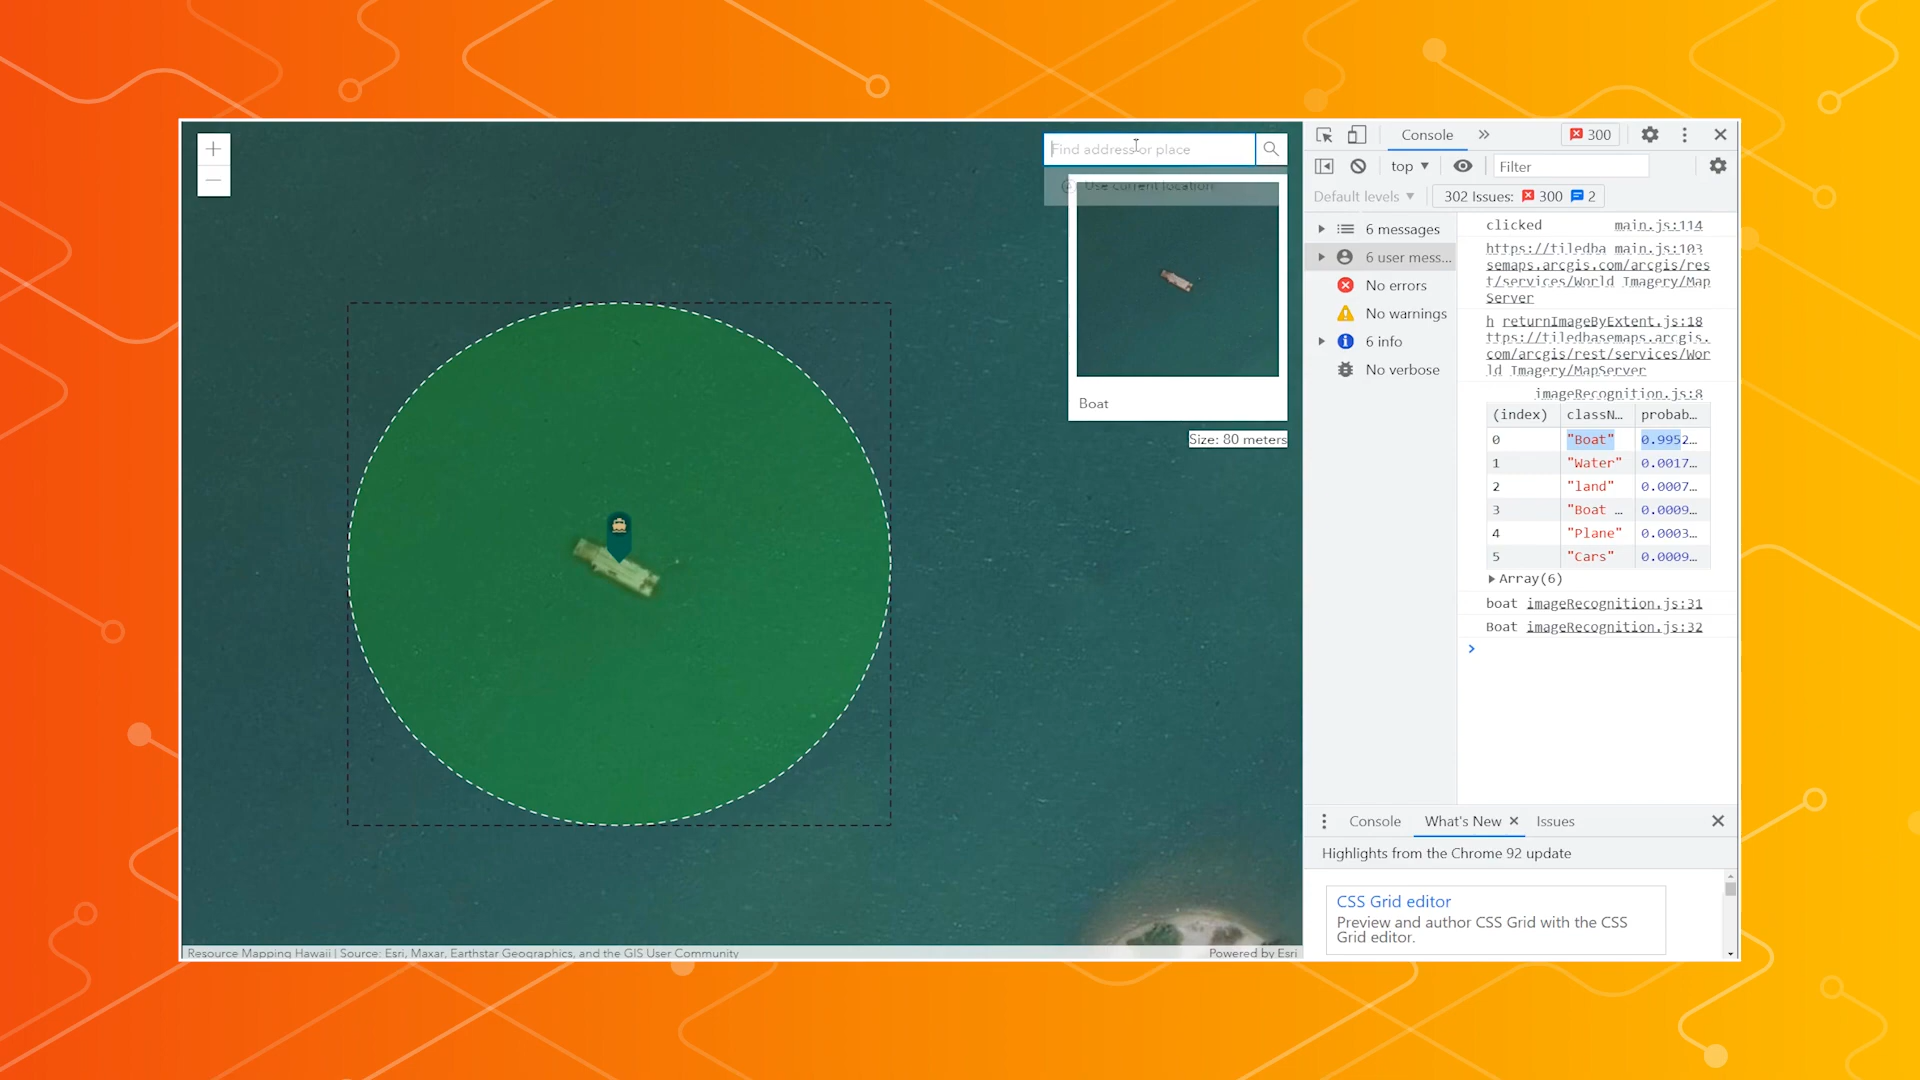 Find address or place
Use current location
Boat
Size: 80 meters
Resource Mapping Hawaii | Source: Esri, Maxar, Earthstar Geographics, and the GIS User Community
Powered by Esri
Console
300
top
Filter
Default levels
302 Issues: 300 2
6 messages
6 user mess...
No errors
No warnings
6 info
No verbose
clicked main.js:114
https://tiledba main.js:103
semaps.arcgis.com/arcgis/res
t/services/World Imagery/Map
Server
h returnImageByExtent.js:18
ttps://tiledbasemaps.arcgis.
com/arcgis/rest/services/Wor
ld Imagery/MapServer
imageRecognition.js:8
(index) classN... probab...
0 "Boat" 0.9952...
1 "Water" 0.0017...
2 "land" 0.0007...
3 "Boat ... 0.0009...
4 "Plane" 0.0003...
5 "Cars" 0.0009...
Array(6)
boat imageRecognition.js:31
Boat imageRecognition.js:32
Console What's New Issues
Highlights from the Chrome 92 update
CSS Grid editor
Preview and author CSS Grid with the CSS
Grid editor.